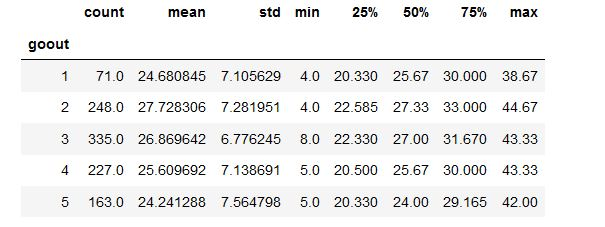 count mean std min 25% 50% 75% max
goout
1 71.0 24.680845 7.105629 4.0 20.330 25.67 30.000 38.67
2 248.0 27.728306 7.281951 4.0 22.585 27.33 33.000 44.67
3 335.0 26.869642 6.776245 8.0 22.330 27.00 31.670 43.33
4 227.0 25.609692 7.138691 5.0 20.500 25.67 30.000 43.33
5 163.0 24.241288 7.564798 5.0 20.330 24.00 29.165 42.00